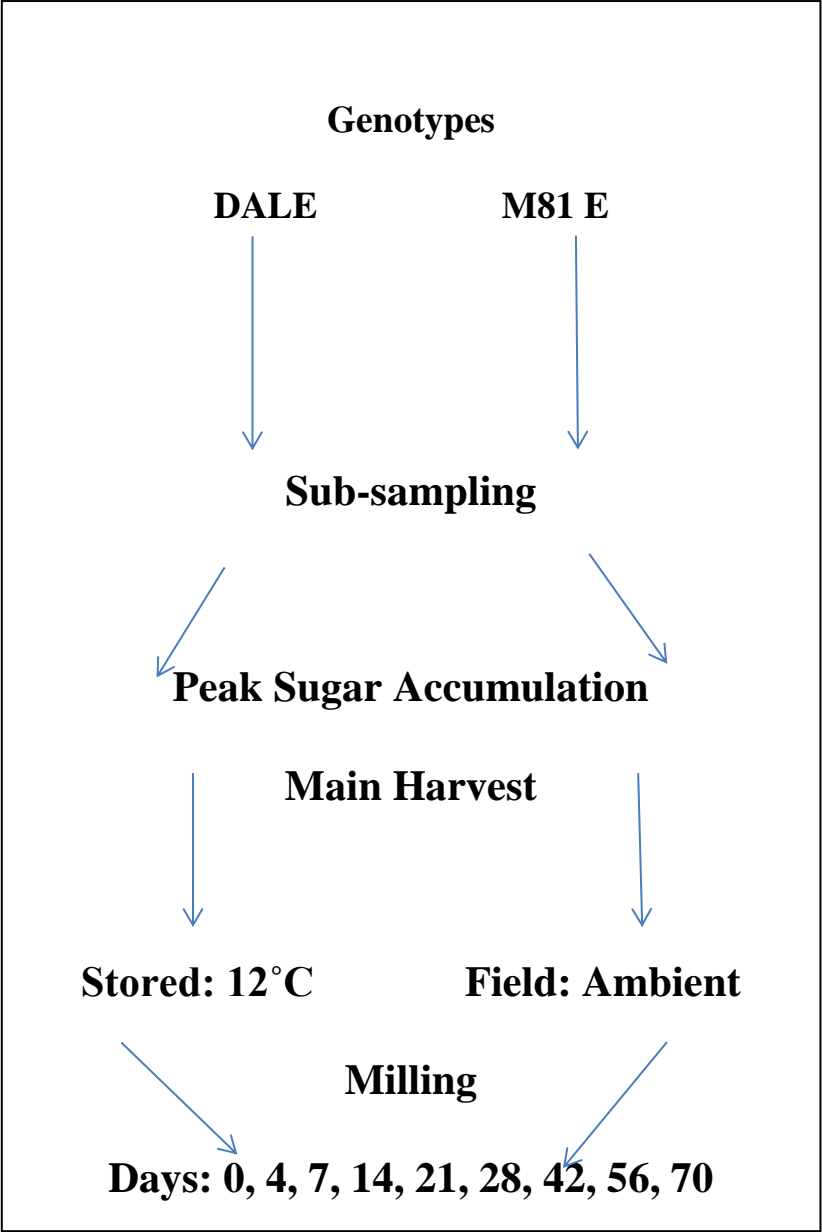 Genotypes
DALE M81 E
Sub-sampling
Peak Sugar Accumulation
Main Harvest
Stored: 12˚C Field: Ambient
Milling
Days: 0, 4, 7, 14, 21, 28, 42, 56, 70